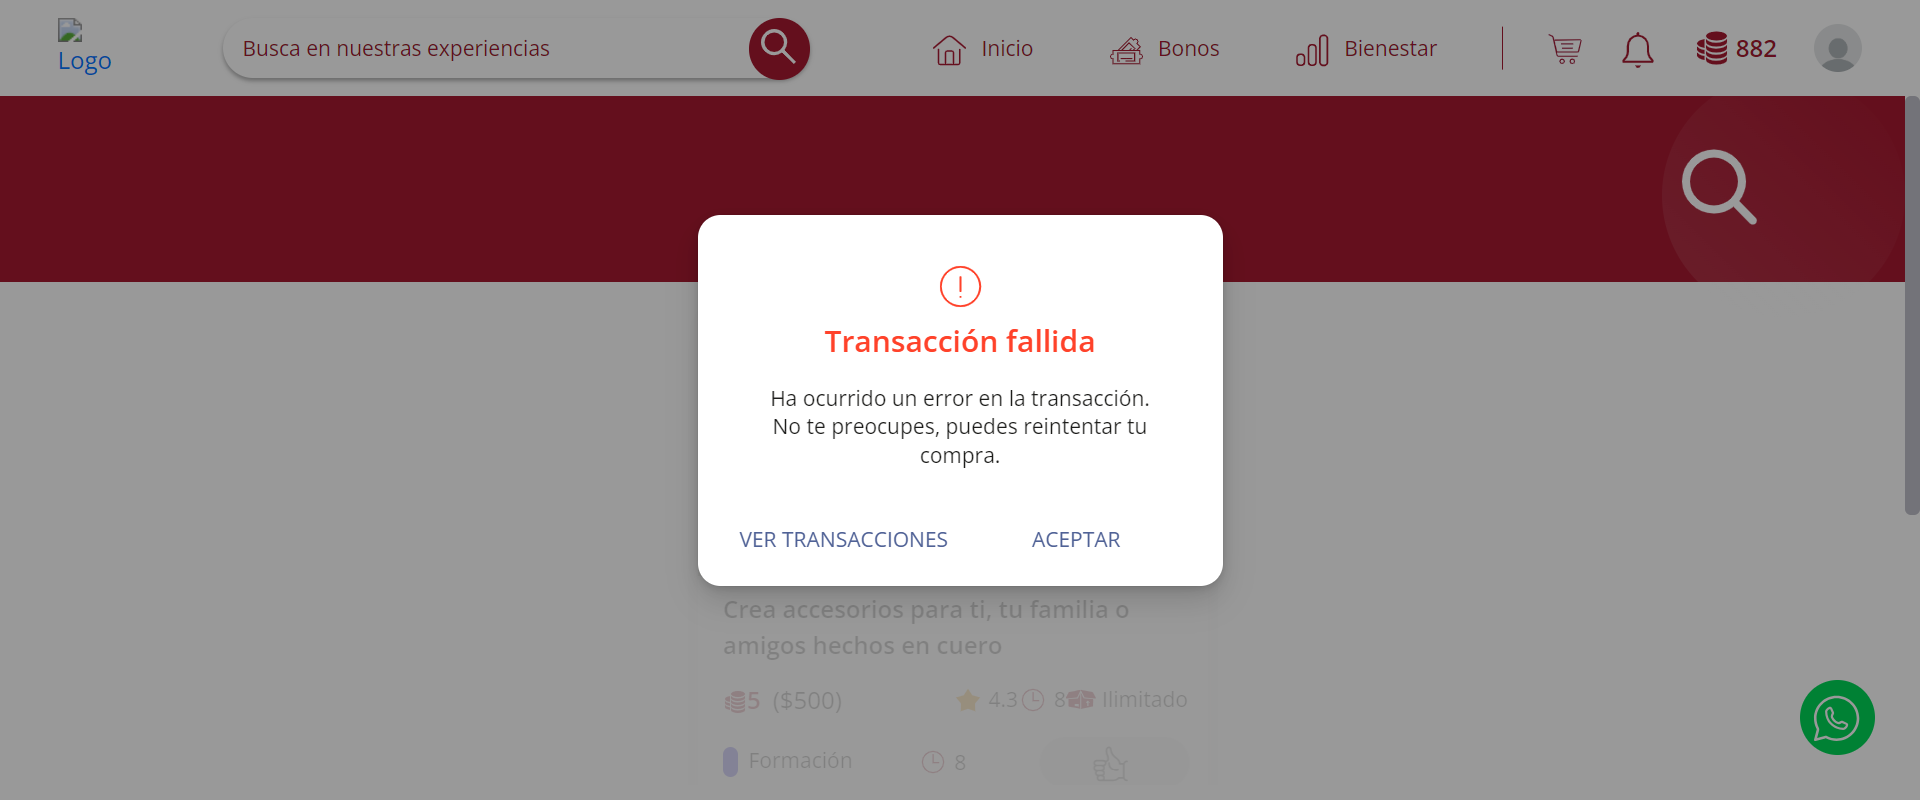 Logo
Busca en nuestras experiencias
Inicio
Bonos
Bienestar
882
Transacción fallida
Ha ocurrido un error en la transacción.
No te preocupes, puedes reintentar tu
compra.
VER TRANSACCIONES
ACEPTAR
Crea accesorios para ti, tu familia o
amigos hechos en cuero
5 ($500) 4.3 8 Ilimitado
Formación 8